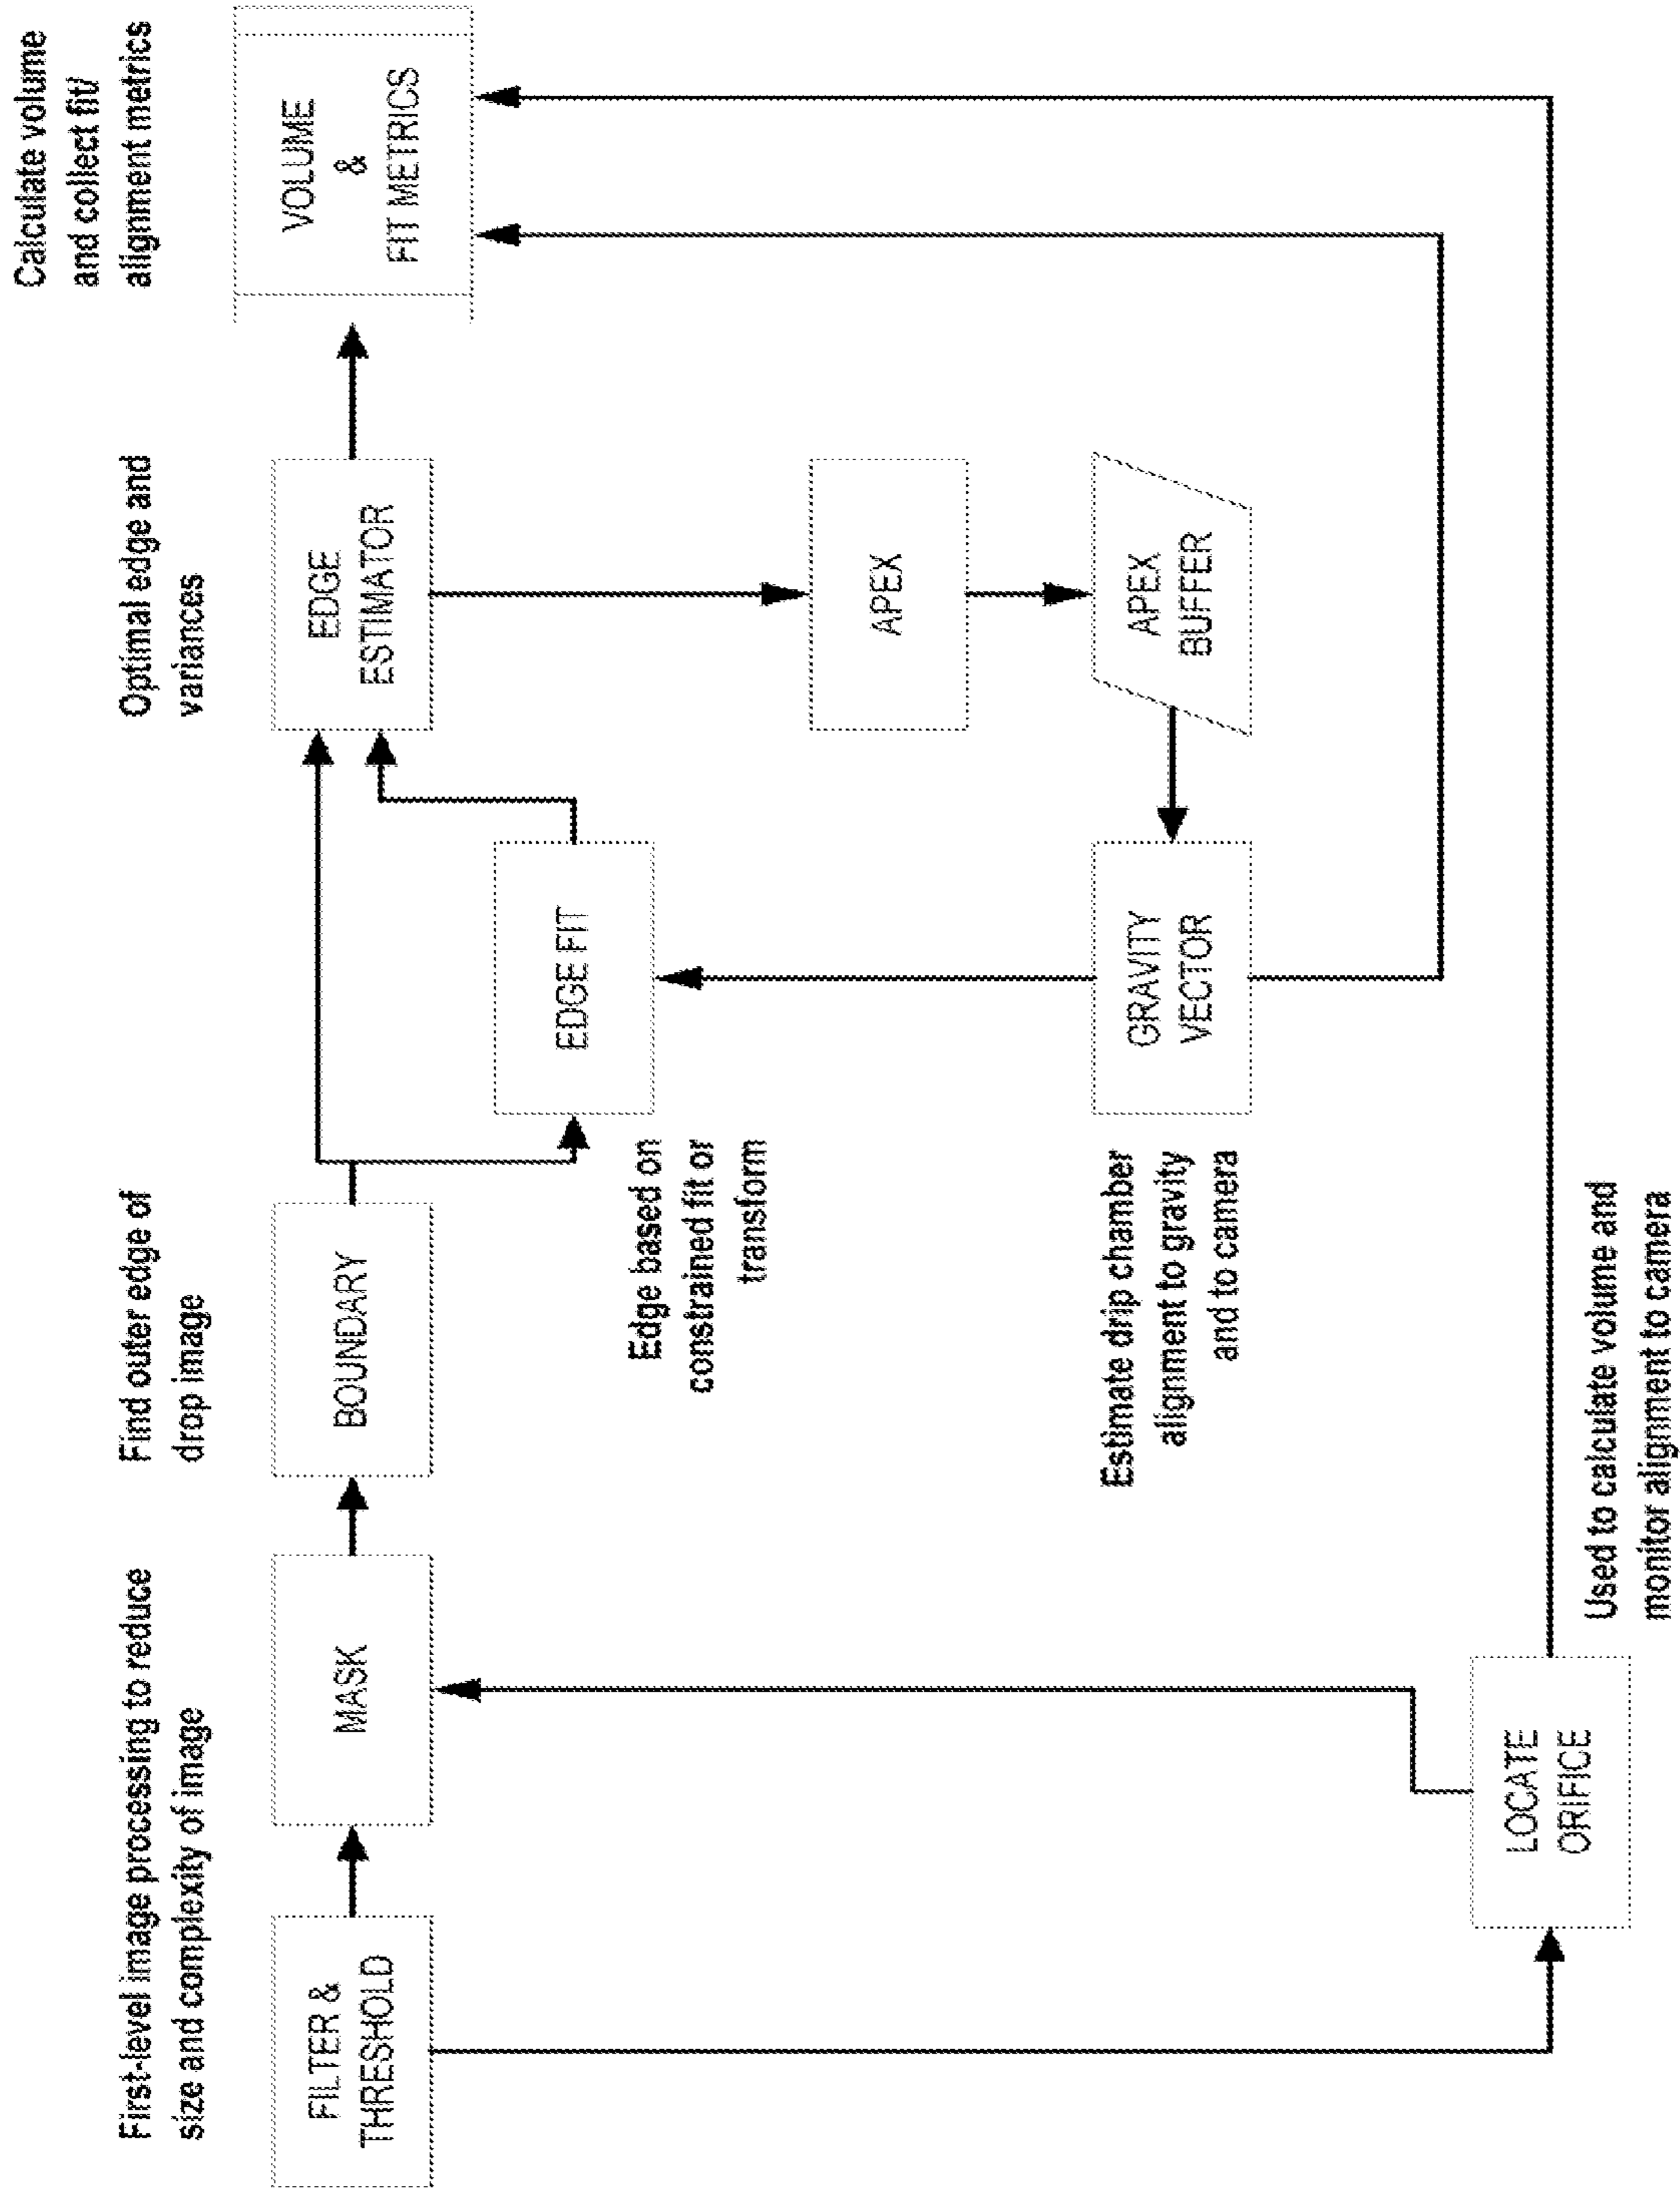 First-level image processing to reduce
size and complexity of image
Find outer edge of
drop image
Optimal edge and
variances
Calculate volume
and collect fit/
alignment metrics
FILTER &
THRESHOLD
MASK
BOUNDARY
EDGE
ESTIMATOR
VOLUME
&
FIT METRICS
EDGE FIT
Edge based on
constrained fit or
transform
APEX
APEX
BUFFER
GRAVITY
VECTOR
Estimate drip chamber
alignment to gravity
and to camera
LOCATE
ORIFICE
Used to calculate volume and
monitor alignment to camera